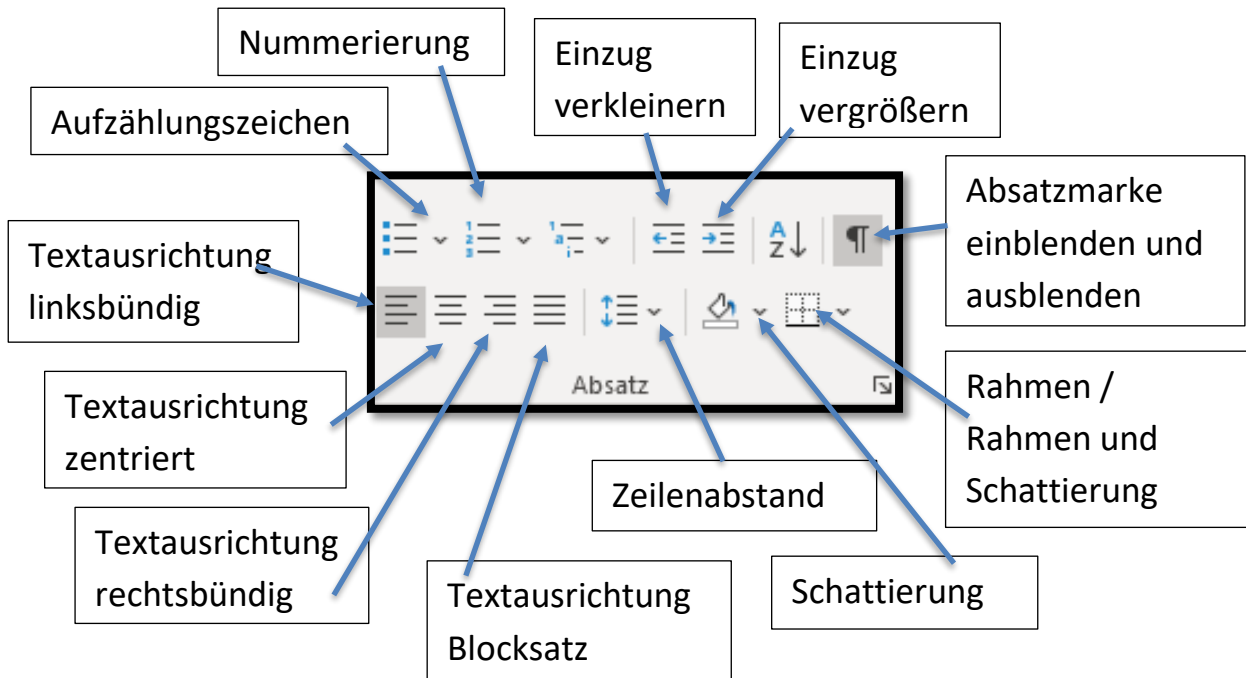 Nummerierung
Einzug
verkleinern
Einzug
vergrößern
Aufzählungszeichen
Absatzmarke
einblenden und
ausblenden
Textausrichtung
linksbündig
Absatz
Textausrichtung
zentriert
Rahmen /
Rahmen und
Schattierung
Zeilenabstand
Textausrichtung
rechtsbündig
Textausrichtung
Blocksatz
Schattierung